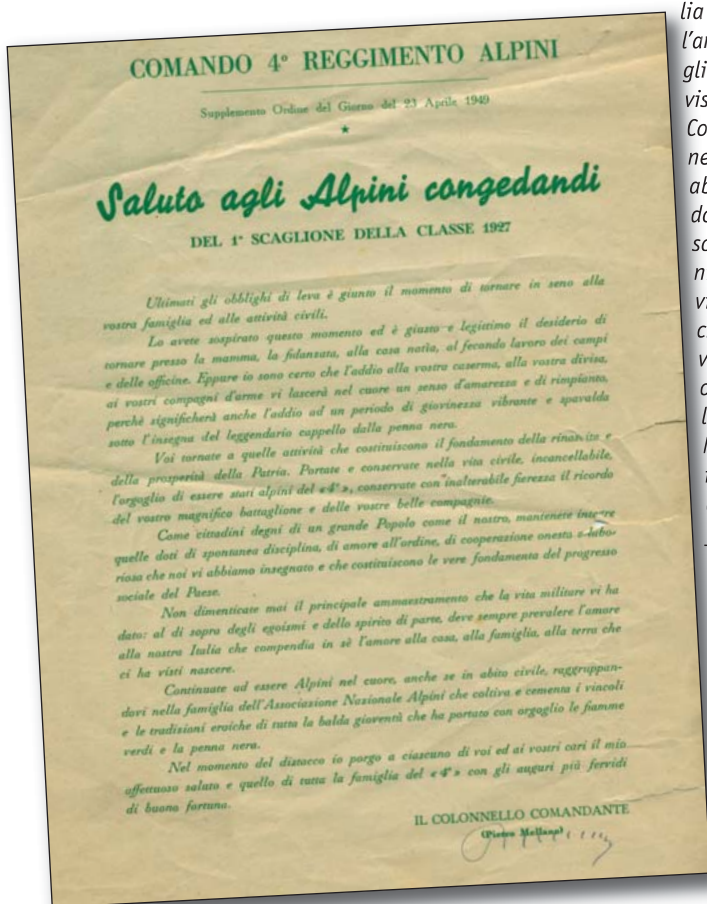 COMANDO 4° REGGIMENTO ALPINI
Supplemento Ordine del Giorno del 23 Aprile 1949
Saluto agli Alpini congedandi
DEL 1° SCAGLIONE DELLA CLASSE 1927
Ultimati gli obblighi di leva è giunto il momento di tornare in seno alla
vostra famiglia ed alle attività civili.
Lo avete sospirato questo momento ed è giusto e legittimo il desiderio di
tornare presso la mamma, la fidanzata, alla casa natìa, al fecondo lavoro dei campi
e delle officine. Eppure io sono certo che l'addio alla vostra caserma, alla vostra divisa,
ai vostri compagni d'arme vi lascerà nel cuore un senso d'amarezza e di rimpianto,
perchè significherà anche l'addio ad un periodo di giovinezza vibrante e spavalda
sotto l'insegna del leggendario cappello dalla penna nera.
Voi tornate a quelle attività che costituiscono il fondamento della rinascita e
della prosperità della Patria. Portate e conservate nella vita civile, incancellabile,
l'orgoglio di essere stati alpini del «4°», conservate con inalterabile fierezza il ricordo
del vostro magnifico battaglione e delle vostre belle compagnie.
Come cittadini degni di un grande Popolo come il nostro, mantenete integre
quelle doti di spontanea disciplina, di amore all'ordine, di cooperazione onesta e labo-
riosa che noi vi abbiamo insegnato e che costituiscono le vere fondamenta del progresso
sociale del Paese.
Non dimenticate mai il principale ammaestramento che la vita militare vi ha
dato: al di sopra degli egoismi e dello spirito di parte, deve sempre prevalere l'amore
alla nostra Italia che compendia in sè l'amore alla casa, alla famiglia, alla terra che
ci ha visti nascere.
Continuate ad essere Alpini nel cuore, anche se in abito civile, raggruppan-
dovi nella famiglia dell'Associazione Nazionale Alpini che coltiva e cementa i vincoli
e le tradizioni eroiche di tutta la balda gioventù che ha portato con orgoglio le fiamme
verdi e la penna nera.
Nel momento del distacco io porgo a ciascuno di voi ed ai vostri cari il mio
affettuoso saluto e quello di tutta la famiglia del «4°» con gli auguri più fervidi
di buona fortuna.
IL COLONNELLO COMANDANTE
(Pietro Mellano)
lia
gli
vis